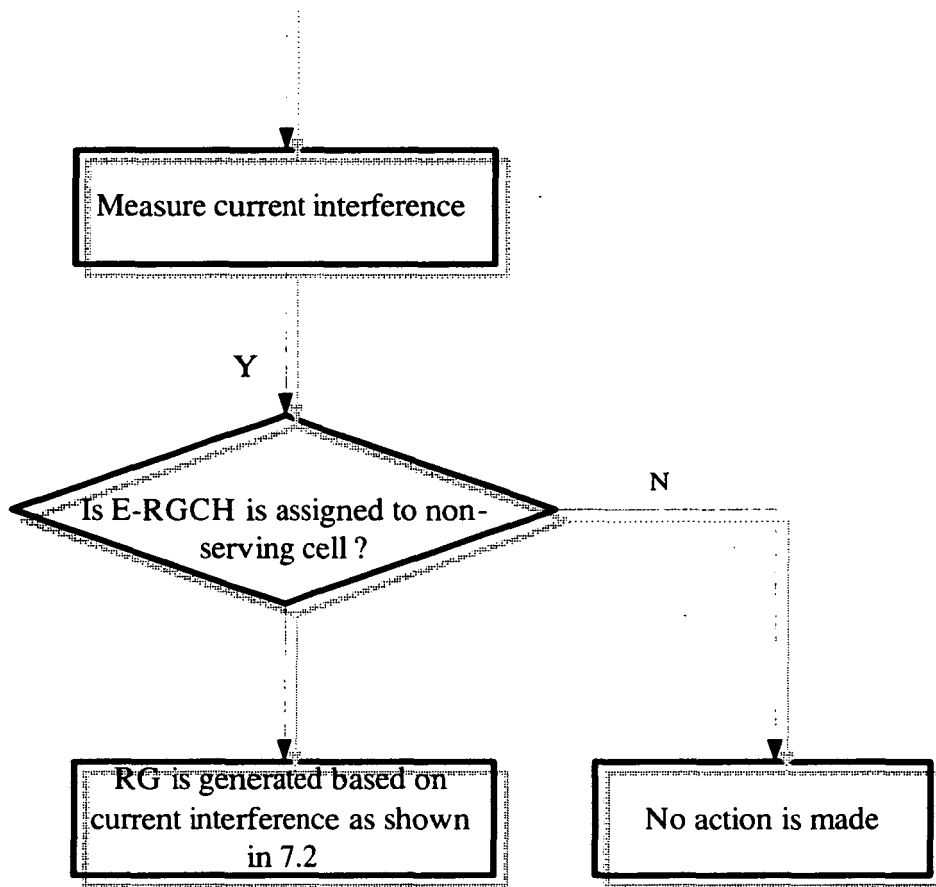 Measure current interference
Y
Is E-RGCH is assigned to non-
serving cell ?
N
RG is generated based on
current interference as shown
in 7.2
No action is made